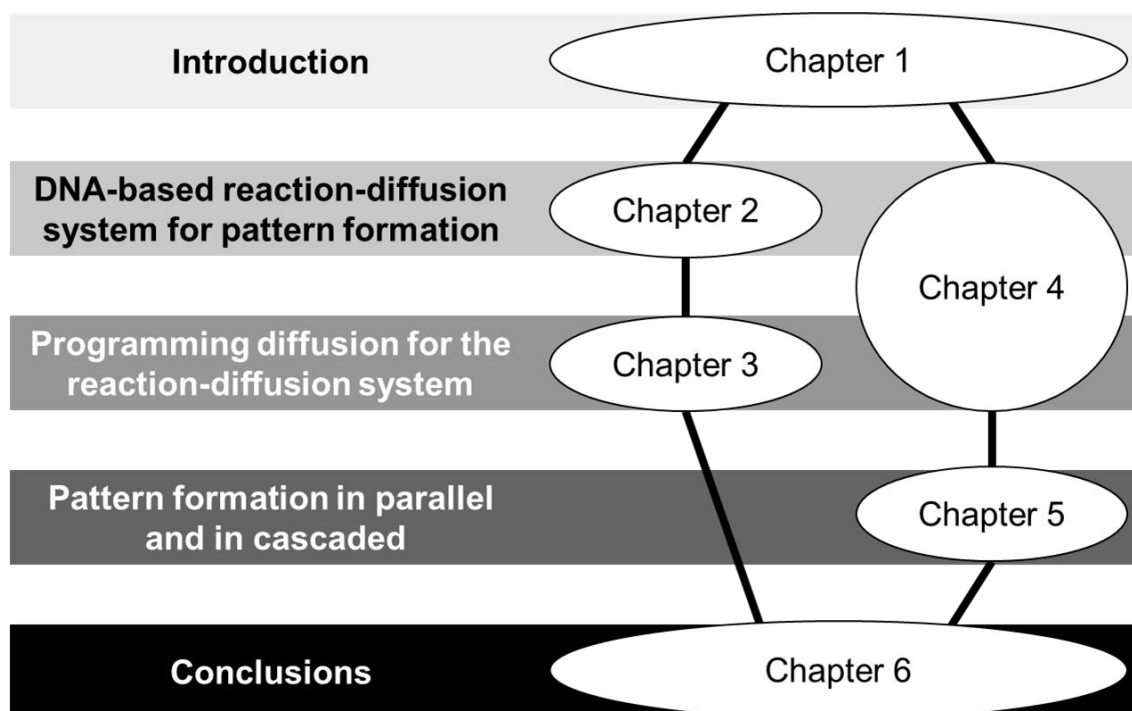 Introduction
Chapter 1
DNA-based reaction-diffusion
system for pattern formation
Chapter 2
Chapter 4
Programming diffusion for the
reaction-diffusion system
Chapter 3
Pattern formation in parallel
and in cascaded
Chapter 5
Conclusions
Chapter 6